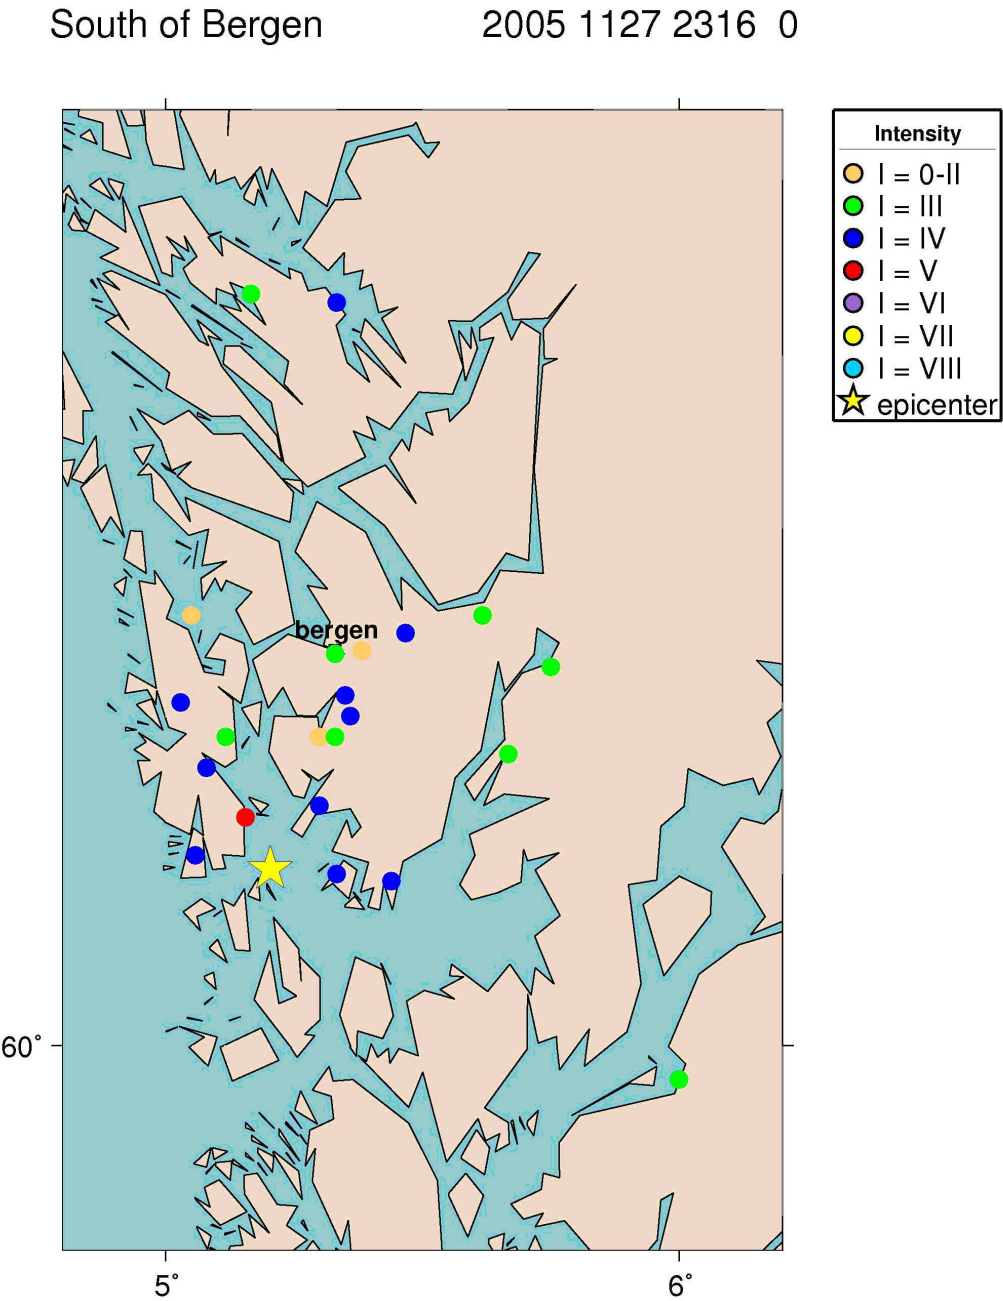 South of Bergen 2005 1127 2316 0
Intensity
I = 0-II
I = III
I = IV
I = V
I = VI
I = VII
I = VIII
epicenter
bergen
60°
5° 6°